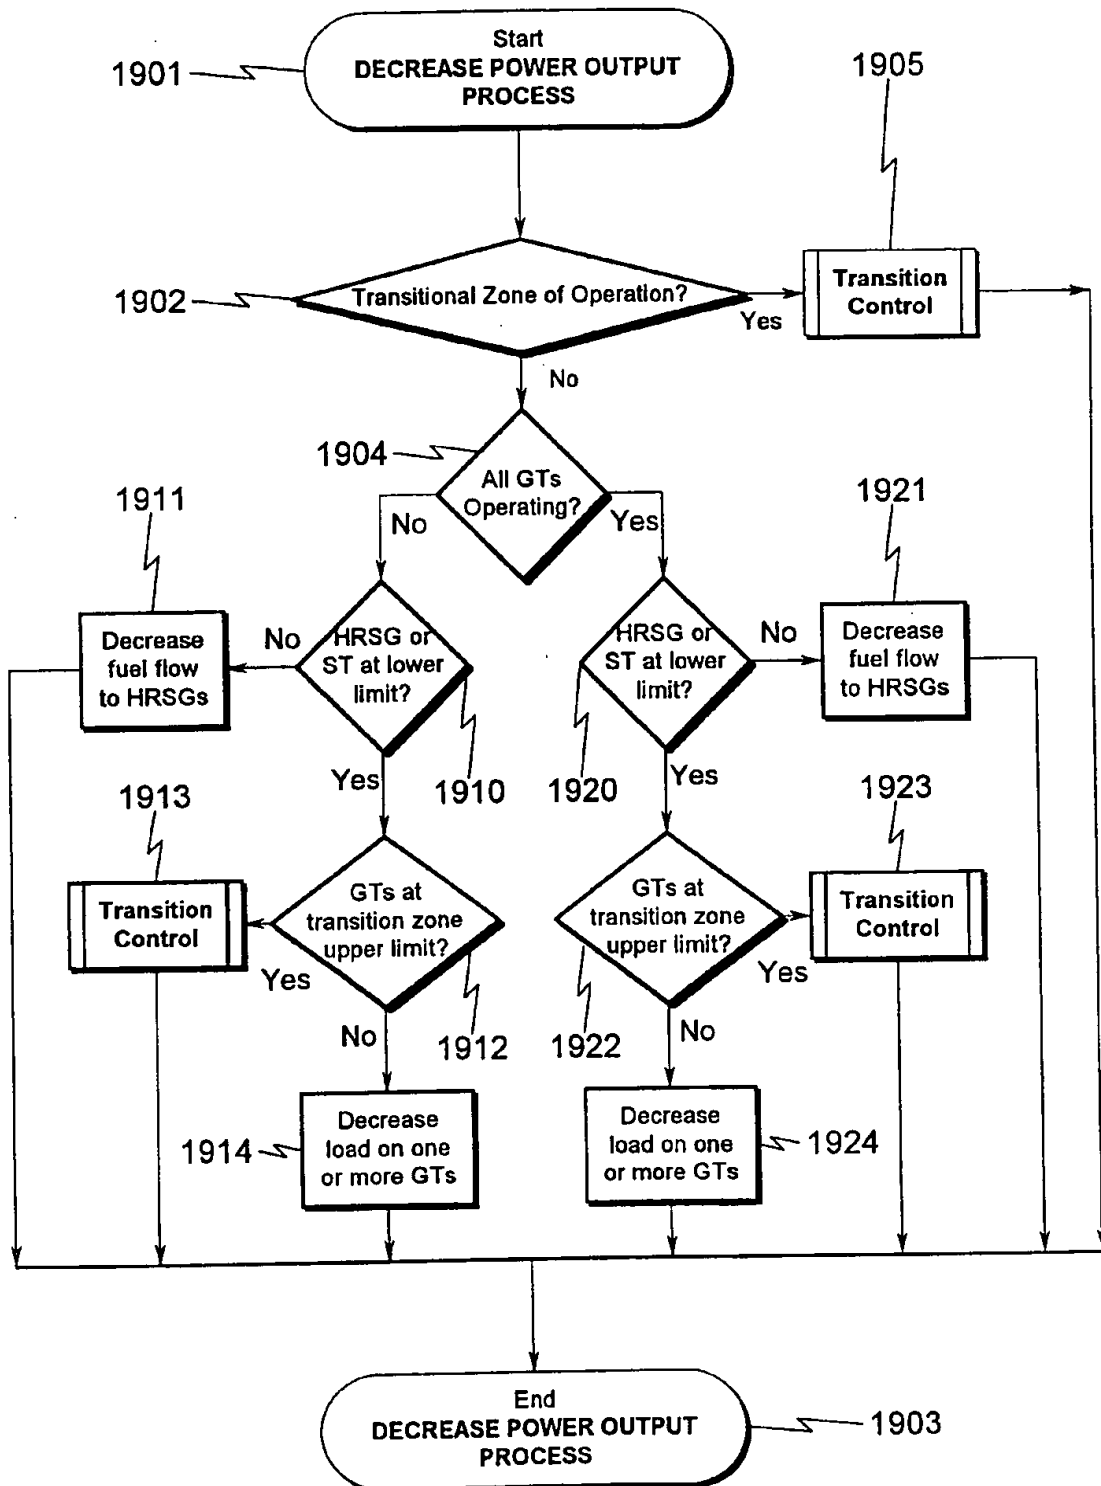 Start
DECREASE POWER OUTPUT
PROCESS
1901
1905
1902
Transitional Zone of Operation?
Yes
Transition
Control
No
1904
All GTs
Operating?
No
Yes
1911
1921
Decrease
fuel flow
to HRSGs
No
HRSG or
ST at lower
limit?
HRSG or
ST at lower
limit?
No
Decrease
fuel flow
to HRSGs
Yes
1910
1920
Yes
1913
1923
Transition
Control
Yes
GTs at
transition zone
upper limit?
GTs at
transition zone
upper limit?
Yes
Transition
Control
No
1912
1922
No
1914
Decrease
load on one
or more GTs
Decrease
load on one
or more GTs
1924
End
DECREASE POWER OUTPUT
PROCESS
1903